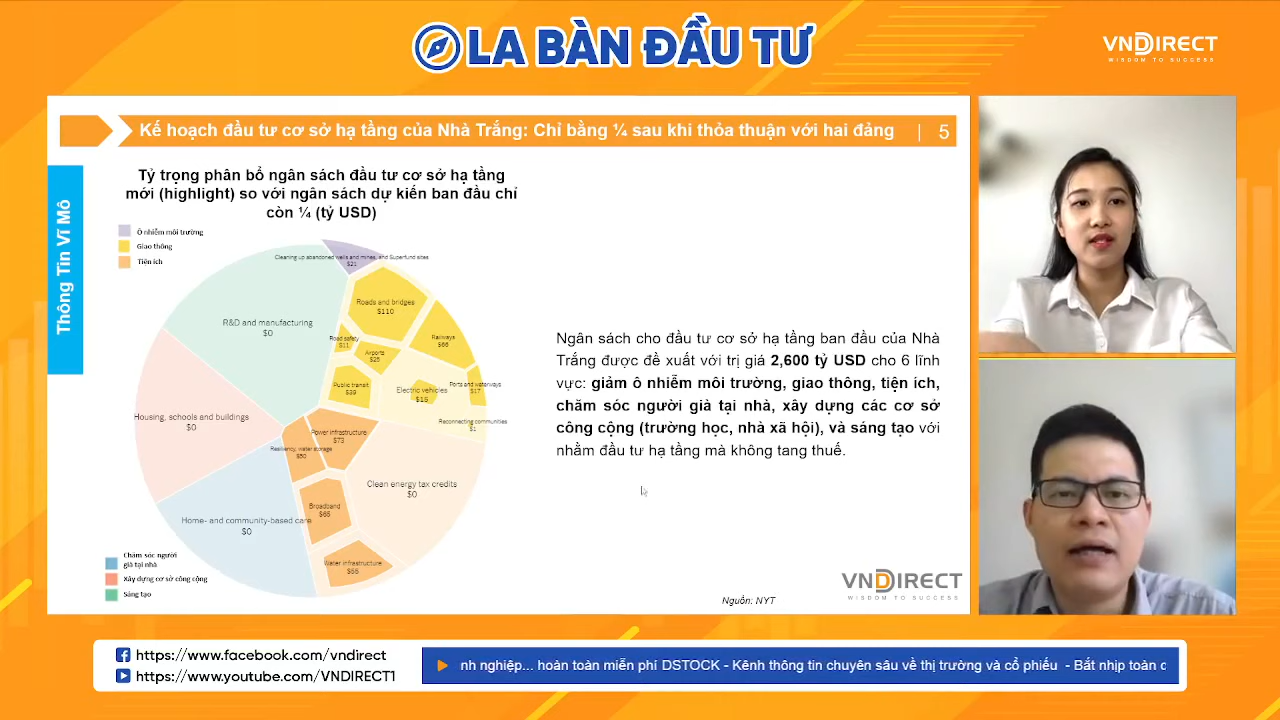 LA BÀN ĐẦU TƯ
VNDIRECT
WISDOM TO SUCCESS
Kế hoạch đầu tư cơ sở hạ tầng của Nhà Trắng: Chỉ bằng ¼ sau khi thỏa thuận với hai đảng | 5
Thông Tin Vĩ Mô
Tỷ trọng phân bổ ngân sách đầu tư cơ sở hạ tầng
mới (highlight) so với ngân sách dự kiến ban đầu chỉ
còn ¼ (tỷ USD)
Ô nhiễm môi trường
Giao thông
Tiện ích
Cleaning up abandoned wells and mines, and Superfund sites
$21
Roads and bridges
$110
R&D and manufacturing
$0
Road safety
$11
Railways
$66
Airports
$25
Public transit
$39
Electric vehicles
$15
Ports and waterways
$17
Reconnecting communities
$1
Housing, schools and buildings
$0
Power infrastructure
$73
Resiliency, water storage
$50
Clean energy tax credits
$0
Broadband
$65
Home- and community-based care
$0
Water infrastructure
$55
Chăm sóc người
già tại nhà
Xây dựng cơ sở công cộng
Sáng tạo
Ngân sách cho đầu tư cơ sở hạ tầng ban đầu của Nhà
Trắng được đề xuất với trị giá 2,600 tỷ USD cho 6 lĩnh
vực: giảm ô nhiễm môi trường, giao thông, tiện ích,
chăm sóc người già tại nhà, xây dựng các cơ sở
công cộng (trường học, nhà xã hội), và sáng tạo với
nhằm đầu tư hạ tầng mà không tang thuế.
Nguồn: NYT
VNDIRECT
WISDOM TO SUCCESS
https://www.facebook.com/vndirect
https://www.youtube.com/VNDIRECT1
nh nghiệp... hoàn toàn miễn phí DSTOCK - Kênh thông tin chuyên sâu về thị trường và cổ phiếu - Bắt nhịp toàn c